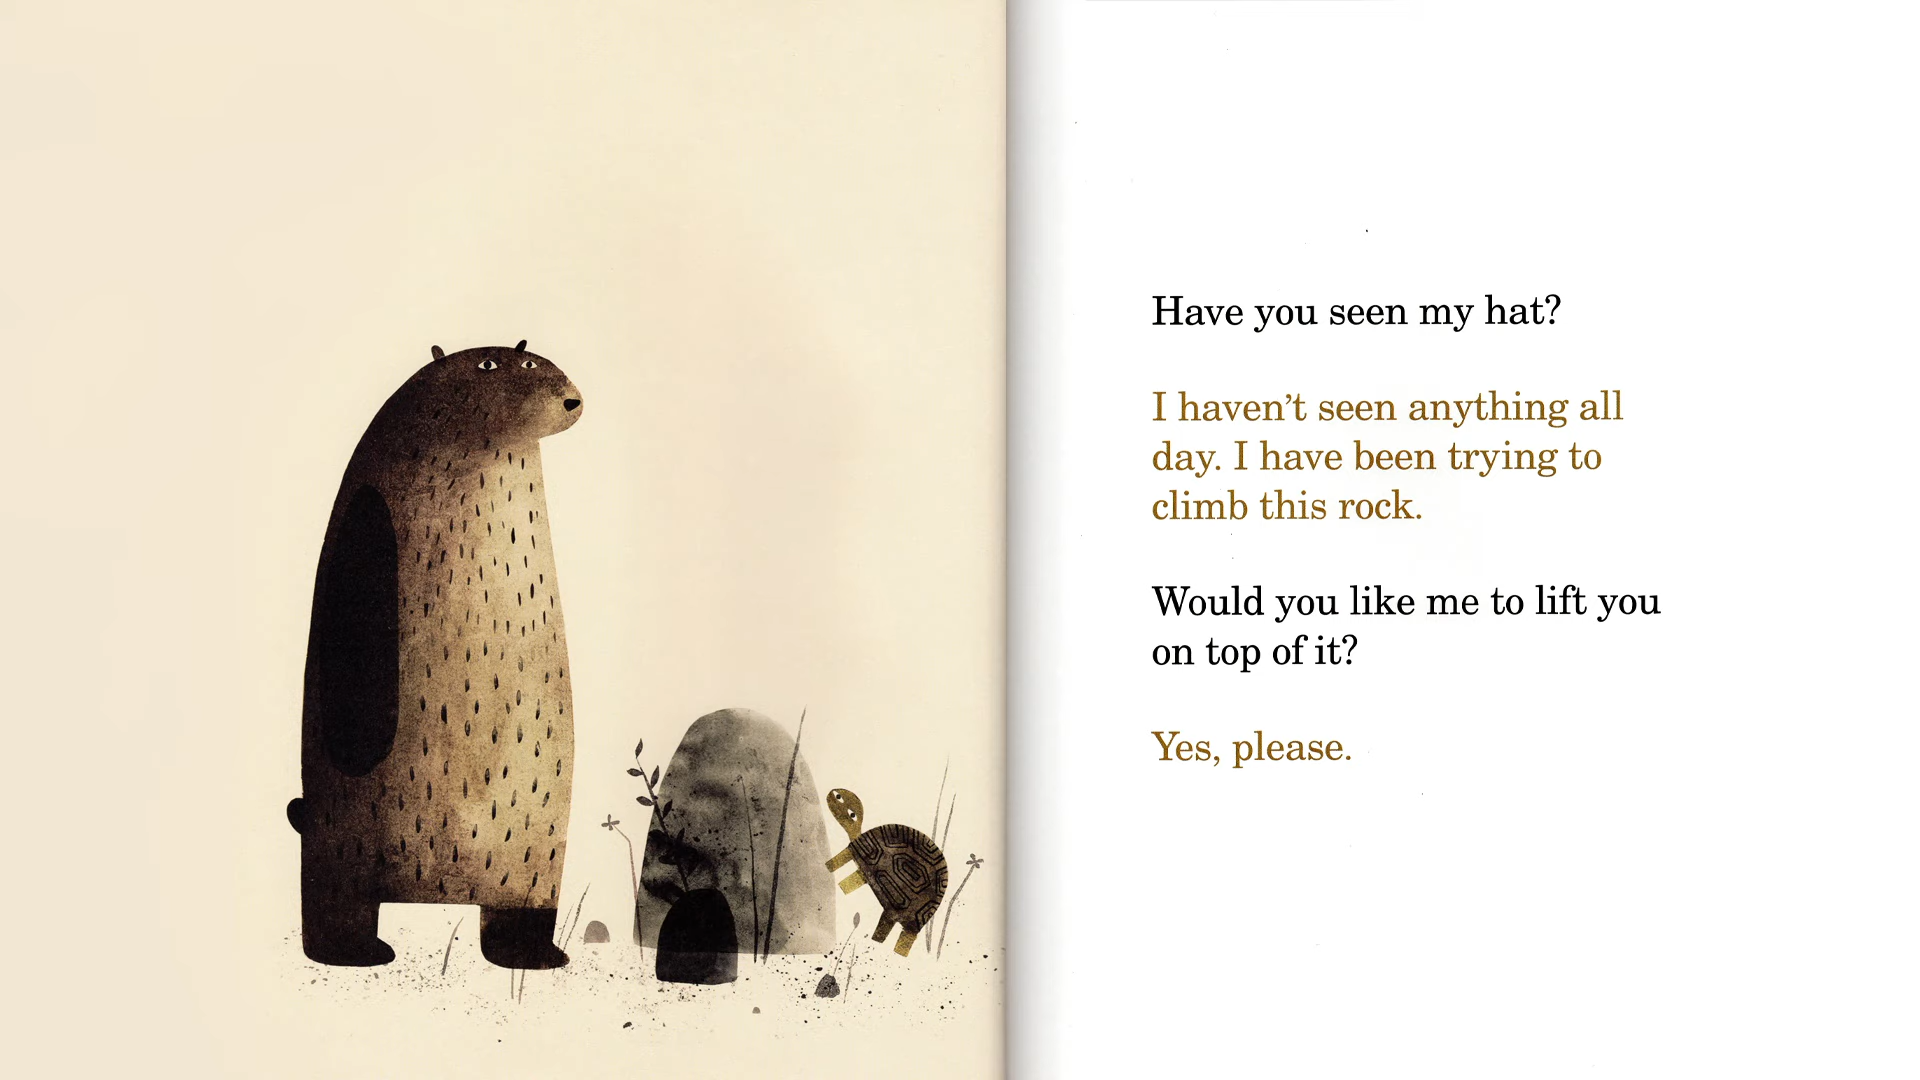 Have you seen my hat?
I haven’t seen anything all
day. I have been trying to
climb this rock.
Would you like me to lift you
on top of it?
Yes, please.